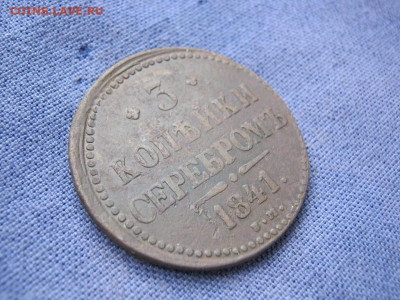 COINS.LAVE.RU
3
КОПѢЙКИ
СЕРЕБРОМЪ
1841.